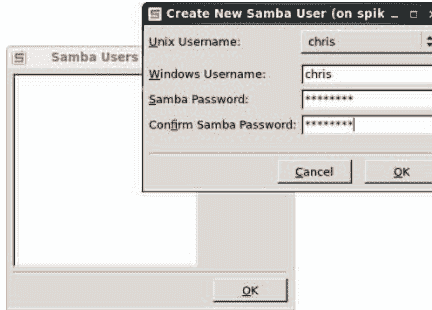 Create New Samba User (on spik
Samba Users
Unix Username: chris
Windows Username: chris
Samba Password: ********
Confirm Samba Password: ********
Cancel OK
OK